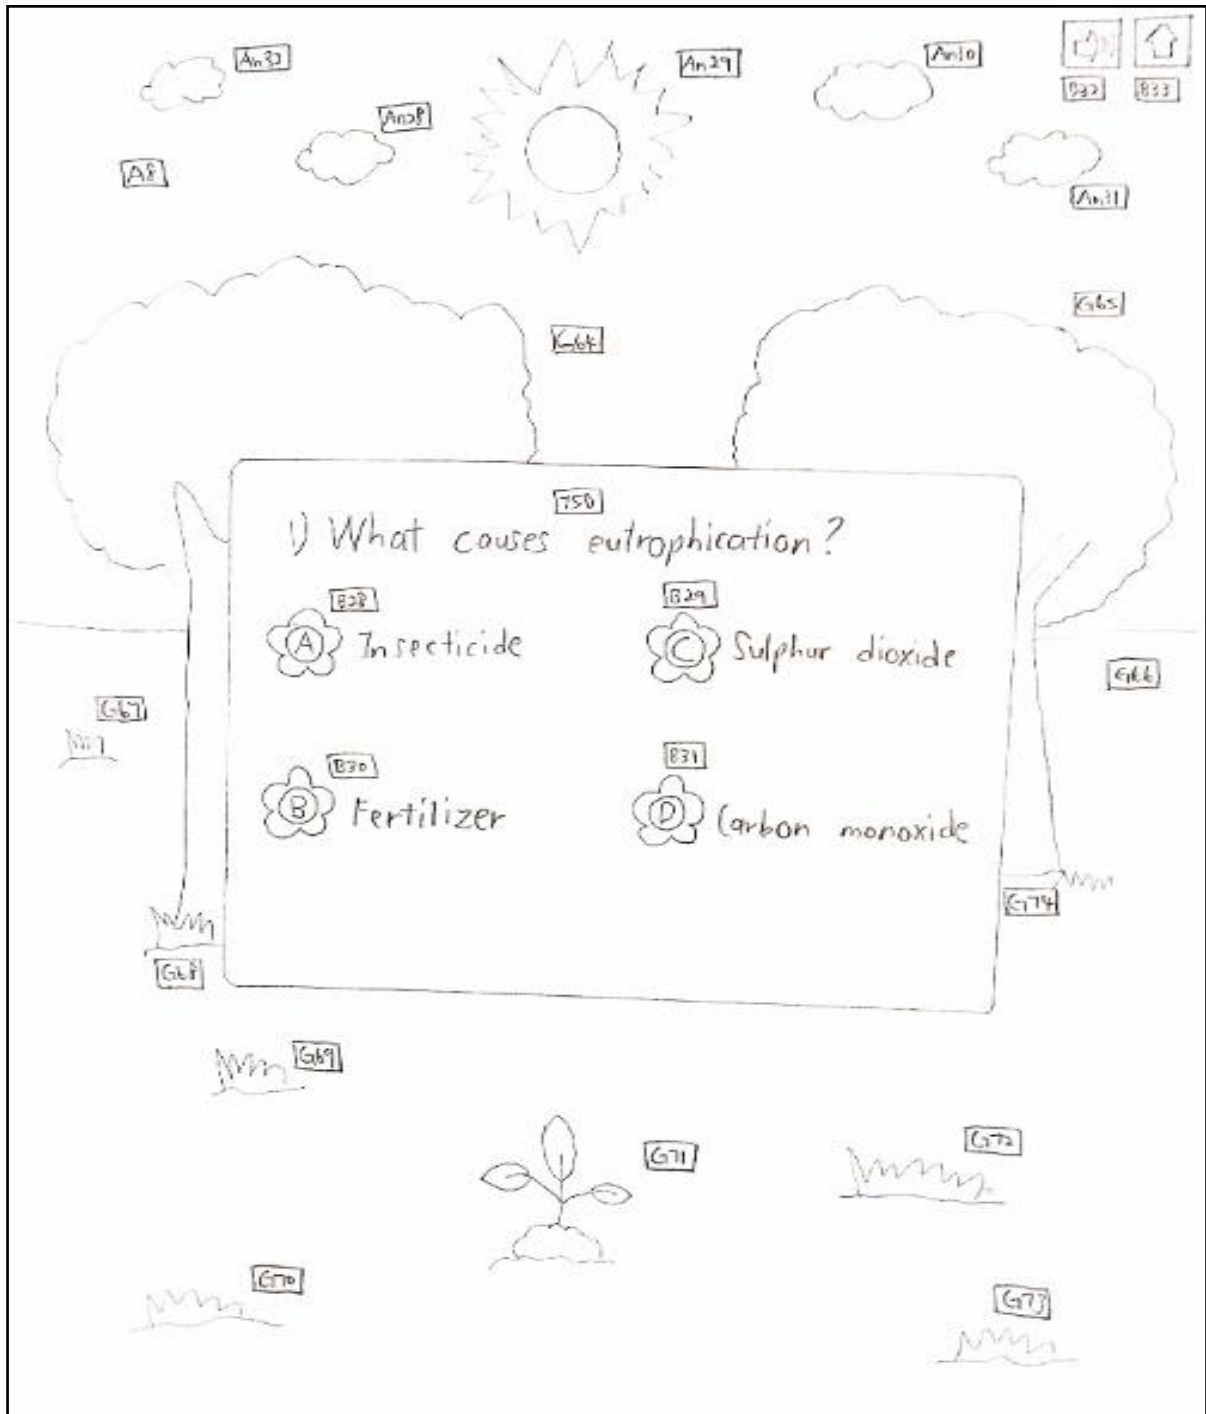 An32
An29
An10
B32 B33
An28
A8
An31
G65
G64
T50
1) What causes eutrophication?
B28 B29
A Insecticide C Sulphur dioxide
G66
G67
B30 B31
B Fertilizer D Carbon monoxide
G74
G68
G69
G71 G72
G70
G73